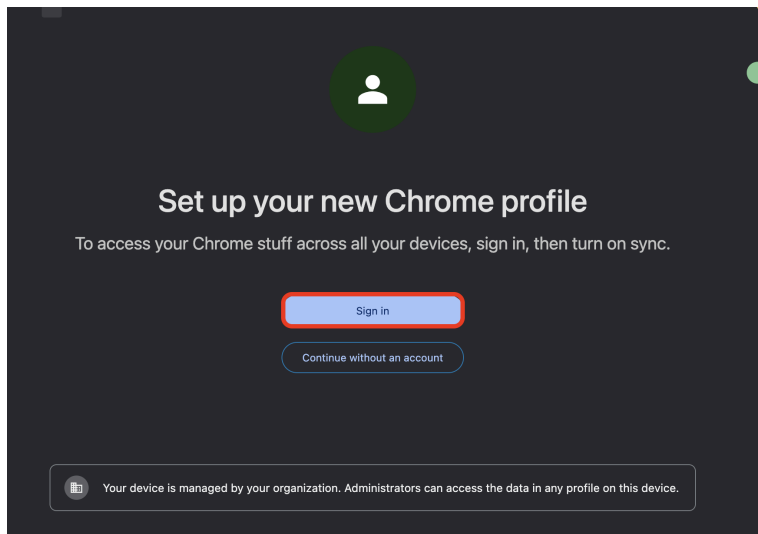 Set up your new Chrome profile
To access your Chrome stuff across all your devices, sign in, then turn on sync.
Sign in
Continue without an account
Your device is managed by your organization. Administrators can access the data in any profile on this device.